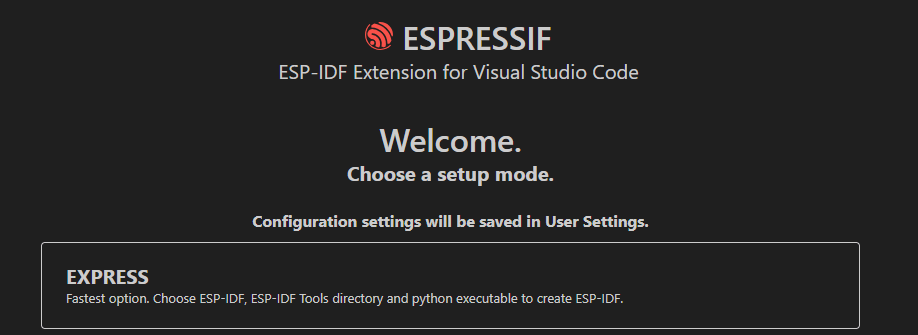 ESPRESSIF
ESP-IDF Extension for Visual Studio Code
Welcome.
Choose a setup mode.
Configuration settings will be saved in User Settings.
EXPRESS
Fastest option. Choose ESP-IDF, ESP-IDF Tools directory and python executable to create ESP-IDF.